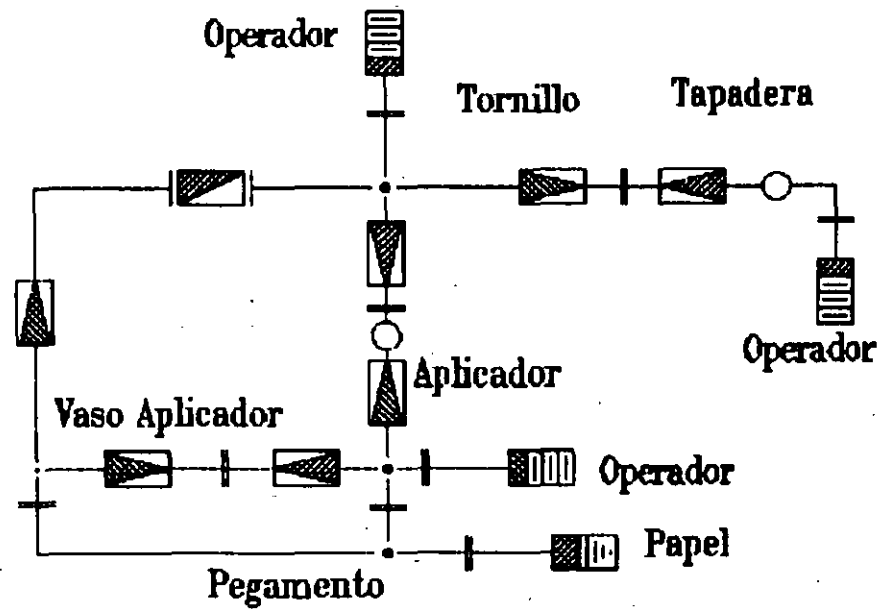 Operador
Tornillo
Tapadera
Operador
Aplicador
Vaso Aplicador
Operador
Papel
Pegamento